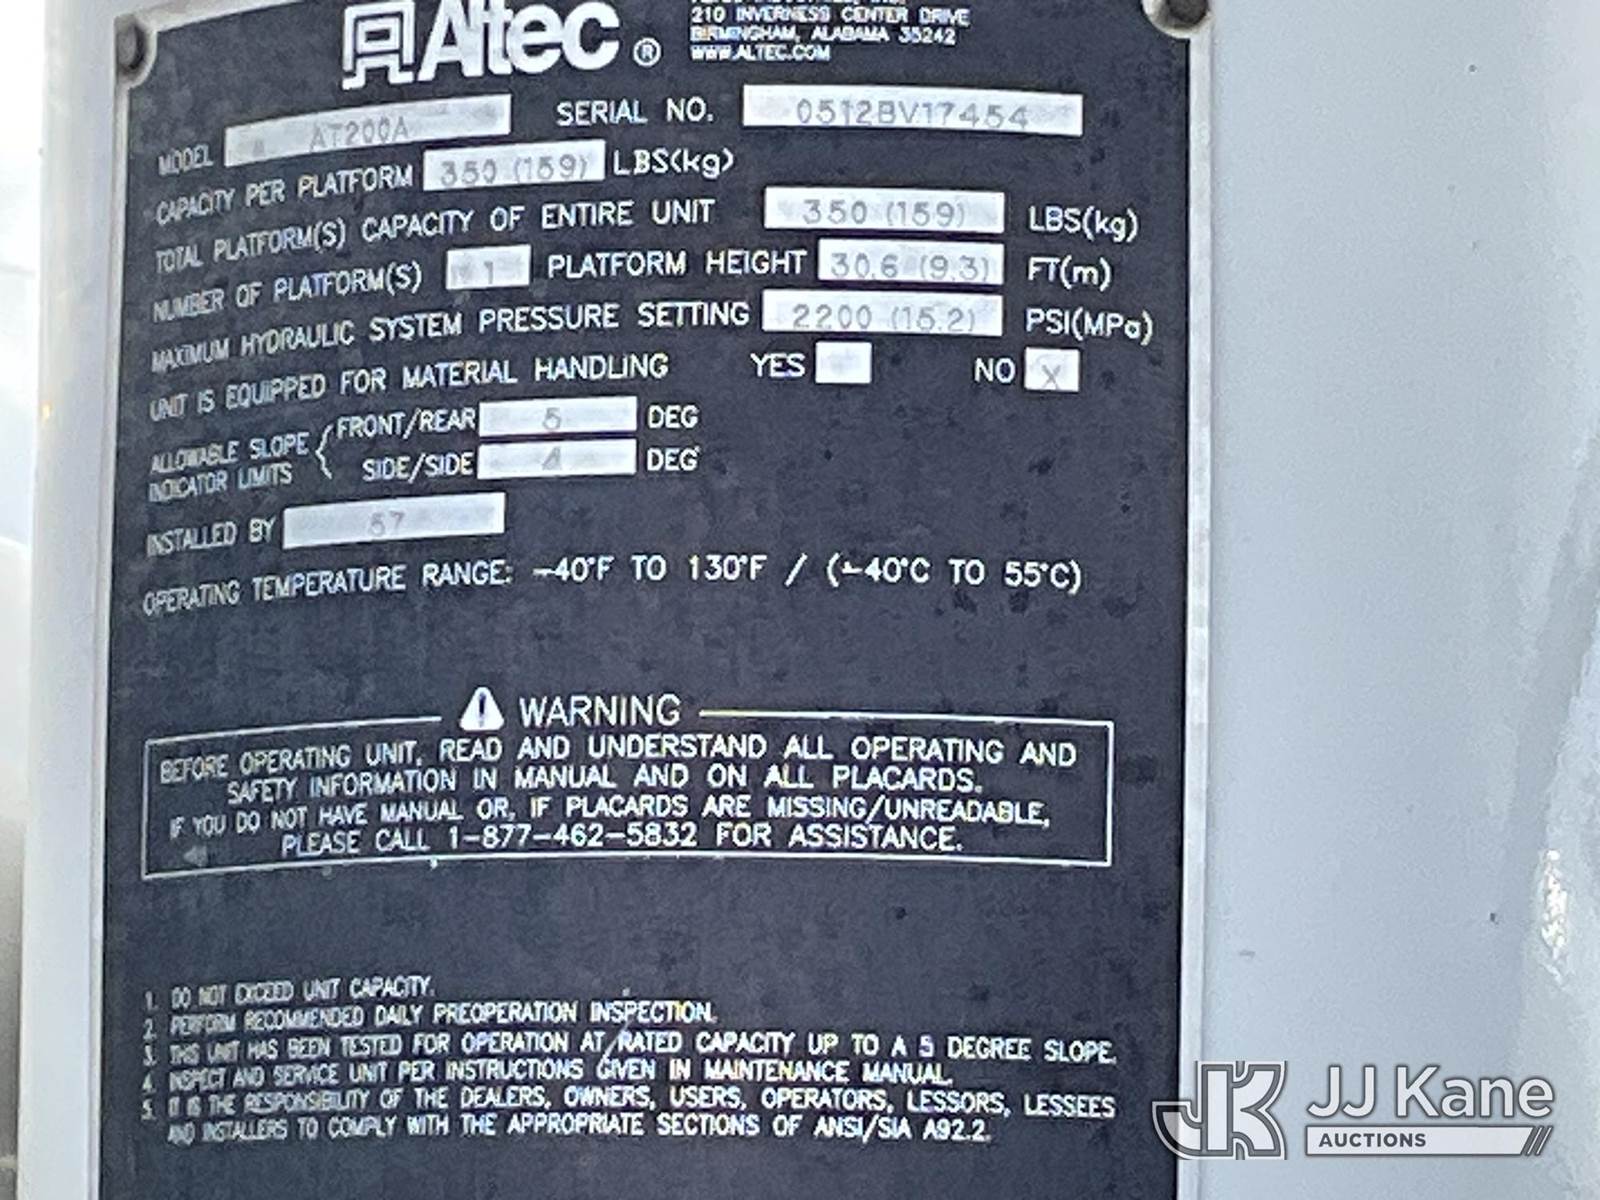 Altec ®
210 INVERNESS CENTER DRIVE
BIRMINGHAM, ALABAMA 35242
WWW.ALTEC.COM
MODEL AT200A SERIAL NO. 0512BV17454
CAPACITY PER PLATFORM 350 (159) LBS(kg)
TOTAL PLATFORM(S) CAPACITY OF ENTIRE UNIT 350 (159) LBS(kg)
NUMBER OF PLATFORM(S) 1 PLATFORM HEIGHT 30.6 (9.3) FT(m)
MAXIMUM HYDRAULIC SYSTEM PRESSURE SETTING 2200 (15.2) PSI(MPa)
UNIT IS EQUIPPED FOR MATERIAL HANDLING YES NO X
ALLOWABLE SLOPE INDICATOR LIMITS
FRONT/REAR 5 DEG
SIDE/SIDE 4 DEG
INSTALLED BY 57
OPERATING TEMPERATURE RANGE: -40°F TO 130°F / (-40°C TO 55°C)
WARNING
BEFORE OPERATING UNIT, READ AND UNDERSTAND ALL OPERATING AND
SAFETY INFORMATION IN MANUAL AND ON ALL PLACARDS.
IF YOU DO NOT HAVE MANUAL OR, IF PLACARDS ARE MISSING/UNREADABLE,
PLEASE CALL 1-877-462-5832 FOR ASSISTANCE.
1. DO NOT EXCEED UNIT CAPACITY.
2. PERFORM RECOMMENDED DAILY PREOPERATION INSPECTION.
3. THIS UNIT HAS BEEN TESTED FOR OPERATION AT RATED CAPACITY UP TO A 5 DEGREE SLOPE.
4. INSPECT AND SERVICE UNIT PER INSTRUCTIONS GIVEN IN MAINTENANCE MANUAL.
5. IT IS THE RESPONSIBILITY OF THE DEALERS, OWNERS, USERS, OPERATORS, LESSORS, LESSEES
AND INSTALLERS TO COMPLY WITH THE APPROPRIATE SECTIONS OF ANSI/SIA A92.2.
JK JJ Kane
AUCTIONS